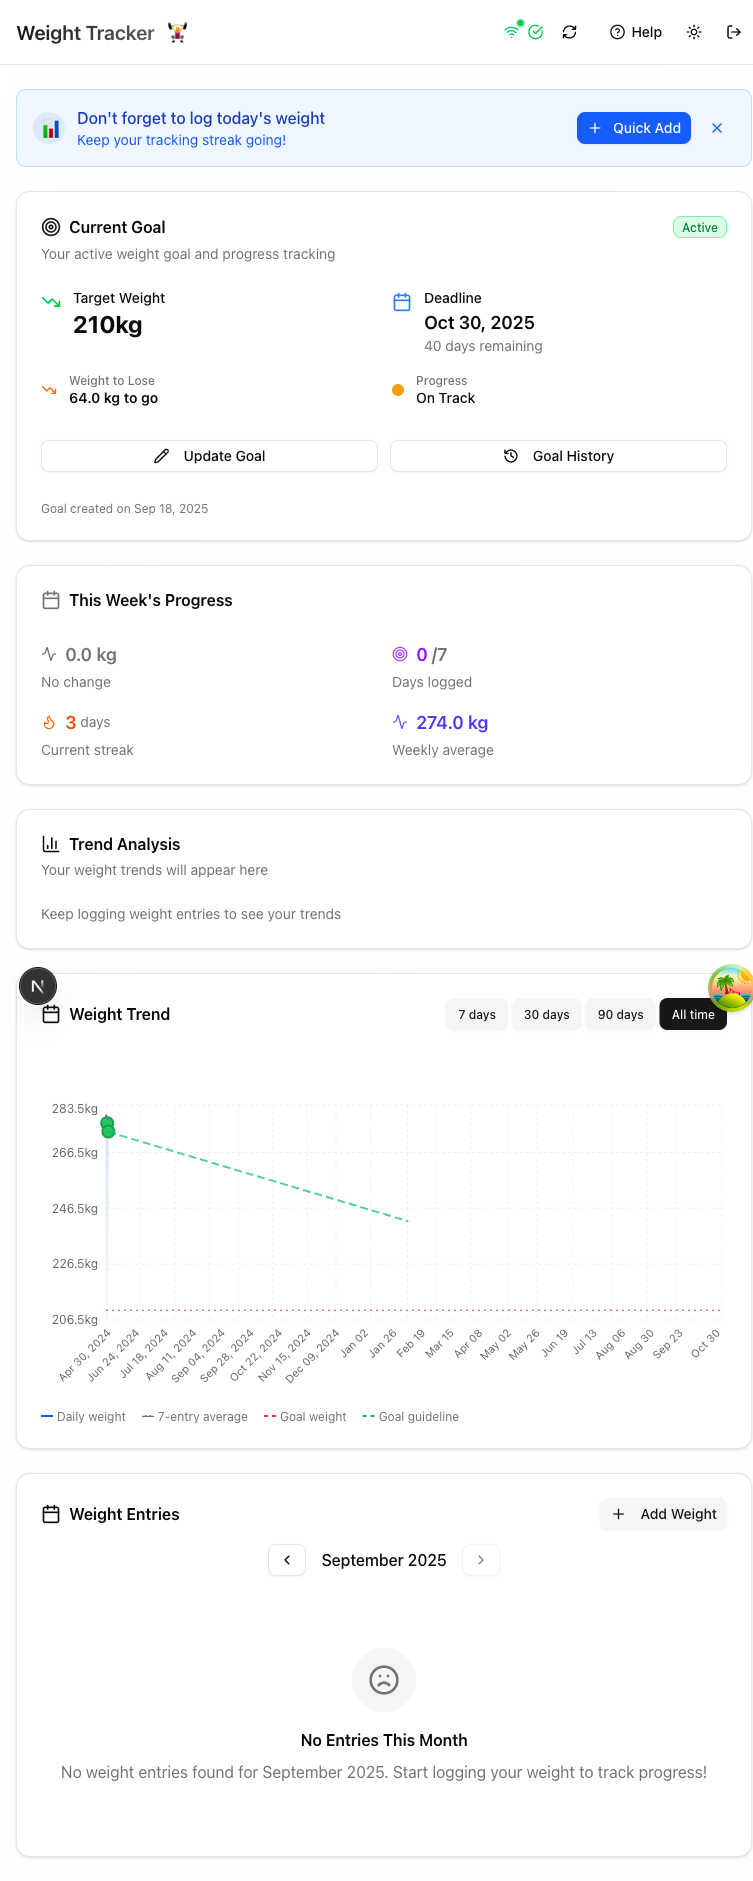 Weight Tracker
Help
Don't forget to log today's weight
Keep your tracking streak going!
Quick Add
Current Goal
Active
Your active weight goal and progress tracking
Target Weight
210kg
Deadline
Oct 30, 2025
40 days remaining
Weight to Lose
64.0 kg to go
Progress
On Track
Update Goal
Goal History
Goal created on Sep 18, 2025
This Week's Progress
0.0 kg
No change
0 /7
Days logged
3 days
Current streak
274.0 kg
Weekly average
Trend Analysis
Your weight trends will appear here
Keep logging weight entries to see your trends
N
Weight Trend
7 days
30 days
90 days
All time
283.5kg
266.5kg
246.5kg
226.5kg
206.5kg
Apr 30, 2024
Jun 24, 2024
Jul 18, 2024
Aug 11, 2024
Sep 04, 2024
Sep 28, 2024
Oct 22, 2024
Nov 15, 2024
Dec 09, 2024
Jan 02
Jan 26
Feb 19
Mar 15
Apr 08
May 02
May 26
Jun 19
Jul 13
Aug 06
Aug 30
Sep 23
Oct 30
Daily weight
7-entry average
Goal weight
Goal guideline
Weight Entries
Add Weight
September 2025
No Entries This Month
No weight entries found for September 2025. Start logging your weight to track progress!